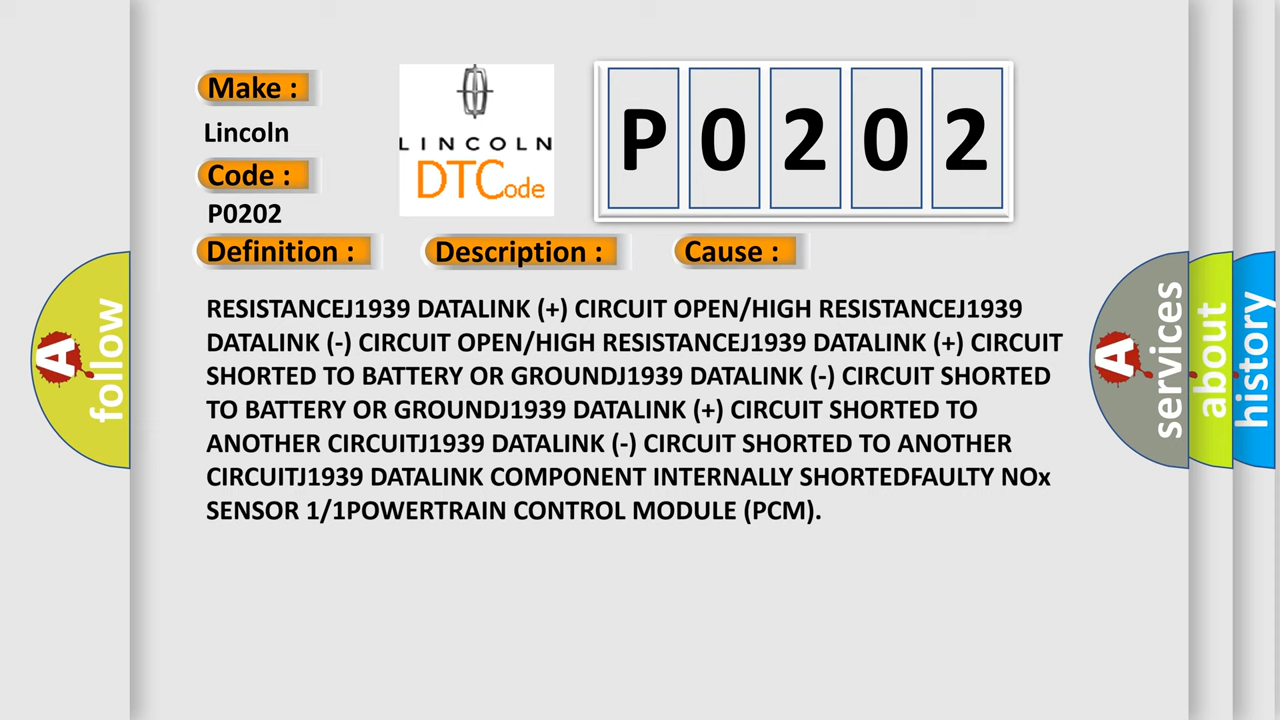 Make :
Lincoln
Code :
P0202
LINCOLN
DTCode
P0202
Definition :
Description :
Cause :
RESISTANCEJ1939 DATALINK (+) CIRCUIT OPEN/HIGH RESISTANCEJ1939
DATALINK (-) CIRCUIT OPEN/HIGH RESISTANCEJ1939 DATALINK (+) CIRCUIT
SHORTED TO BATTERY OR GROUNDJ1939 DATALINK (-) CIRCUIT SHORTED
TO BATTERY OR GROUNDJ1939 DATALINK (+) CIRCUIT SHORTED TO
ANOTHER CIRCUITJ1939 DATALINK (-) CIRCUIT SHORTED TO ANOTHER
CIRCUITJ1939 DATALINK COMPONENT INTERNALLY SHORTEDFAULTY NOx
SENSOR 1/1POWERTRAIN CONTROL MODULE (PCM).
A
follow
A
services
about
history